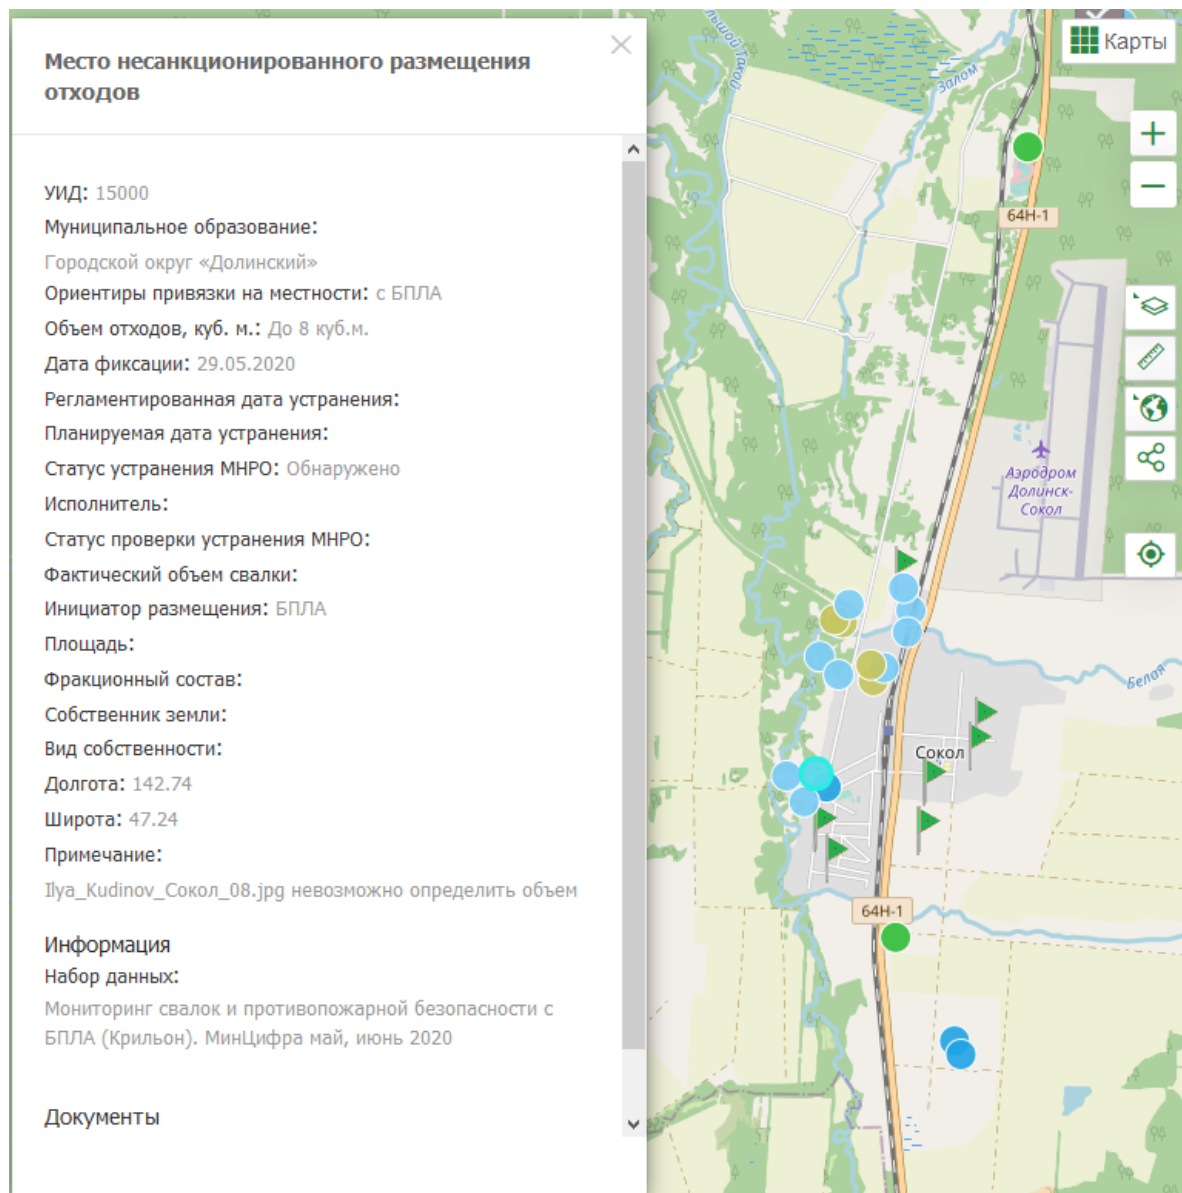 Место несанкционированного размещения
отходов
УИД: 15000
Муниципальное образование:
Городской округ «Долинский»
Ориентиры привязки на местности: с БПЛА
Объем отходов, куб. м.: До 8 куб.м.
Дата фиксации: 29.05.2020
Регламентированная дата устранения:
Планируемая дата устранения:
Статус устранения МНРО: Обнаружено
Исполнитель:
Статус проверки устранения МНРО:
Фактический объем свалки:
Инициатор размещения: БПЛА
Площадь:
Фракционный состав:
Собственник земли:
Вид собственности:
Долгота: 142.74
Широта: 47.24
Примечание:
Ilya_Kudinov_Сокол_08.jpg невозможно определить объем
Информация
Набор данных:
Мониторинг свалок и противопожарной безопасности с
БПЛА (Крильон). МинЦифра май, июнь 2020
Документы
Карты
Залом
64Н-1
Аэродром
Долинск-
Сокол
Белая
Сокол
64Н-1